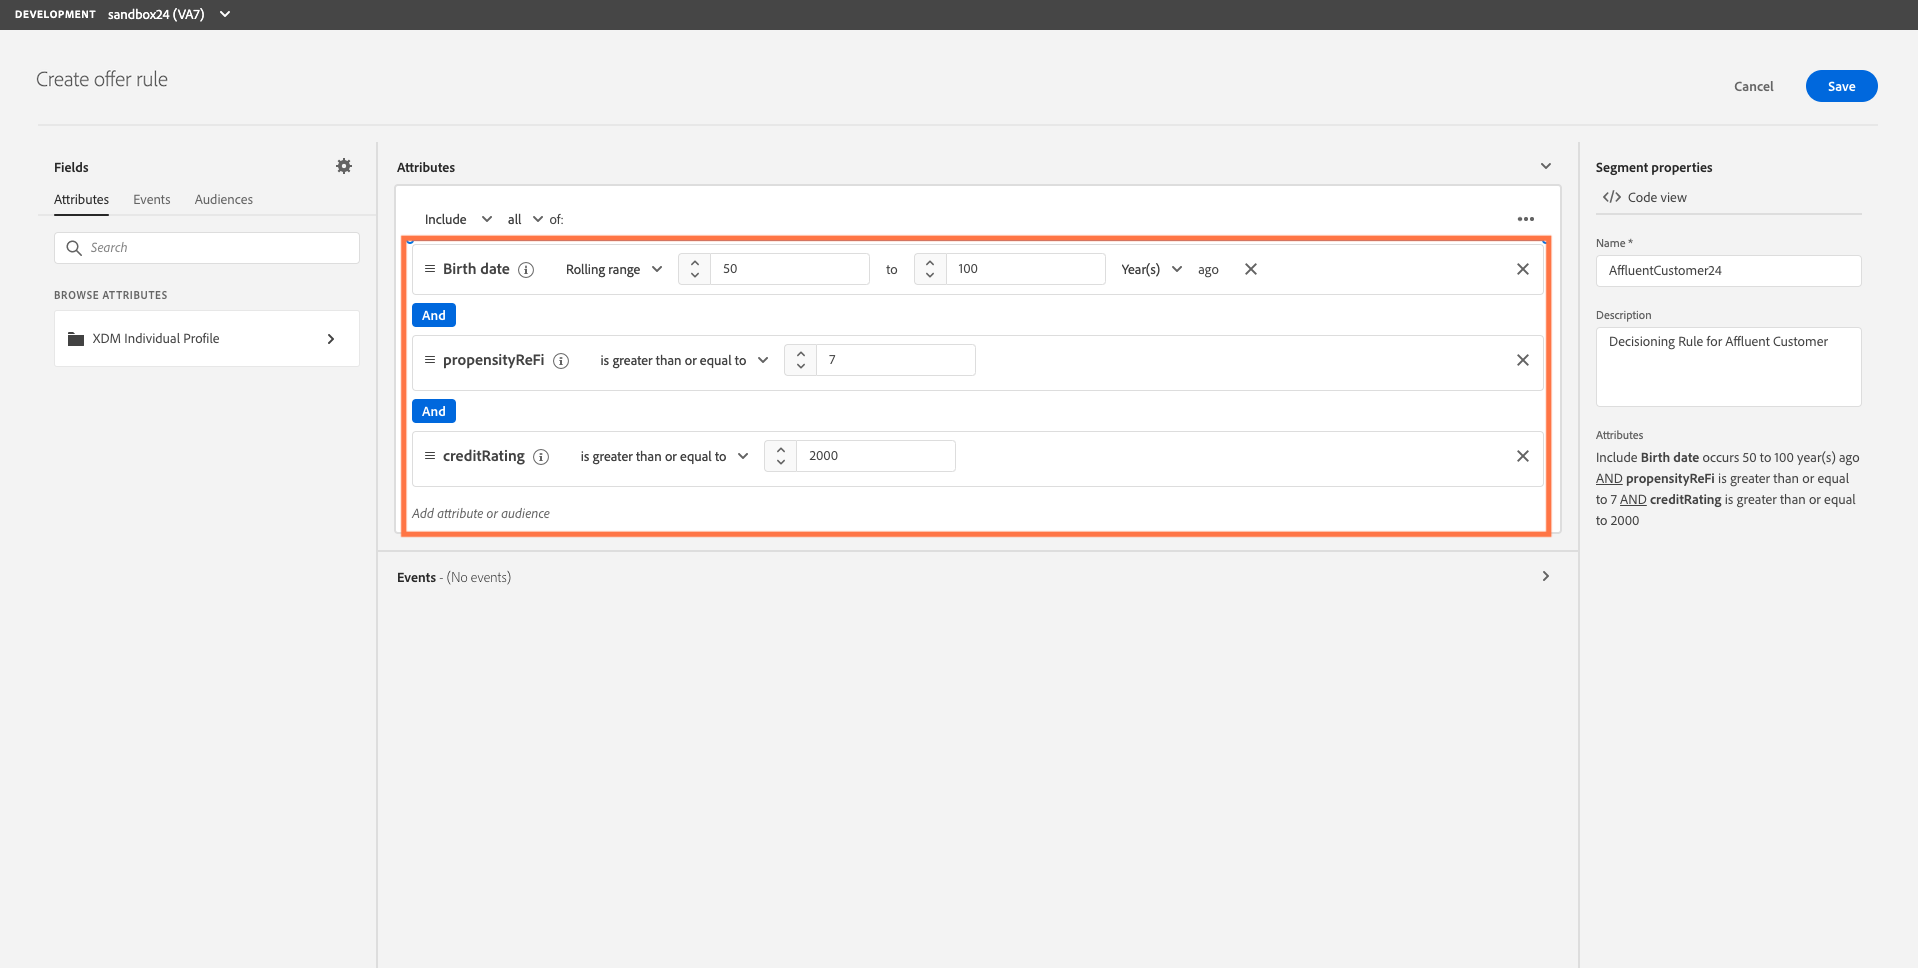 DEVELOPMENT sandbox24 (VA7)
Create offer rule
Cancel
Save
Fields
Attributes Events Audiences
Search
BROWSE ATTRIBUTES
XDM Individual Profile
Attributes
Include all of:
Birth date Rolling range 50 to 100 Year(s) ago
And
propensityReFi is greater than or equal to 7
And
creditRating is greater than or equal to 2000
Add attribute or audience
Events - (No events)
Segment properties
</> Code view
Name *
AffluentCustomer24
Description
Decisioning Rule for Affluent Customer
Attributes
Include Birth date occurs 50 to 100 year(s) ago
AND propensityReFi is greater than or equal
to 7 AND creditRating is greater than or equal
to 2000